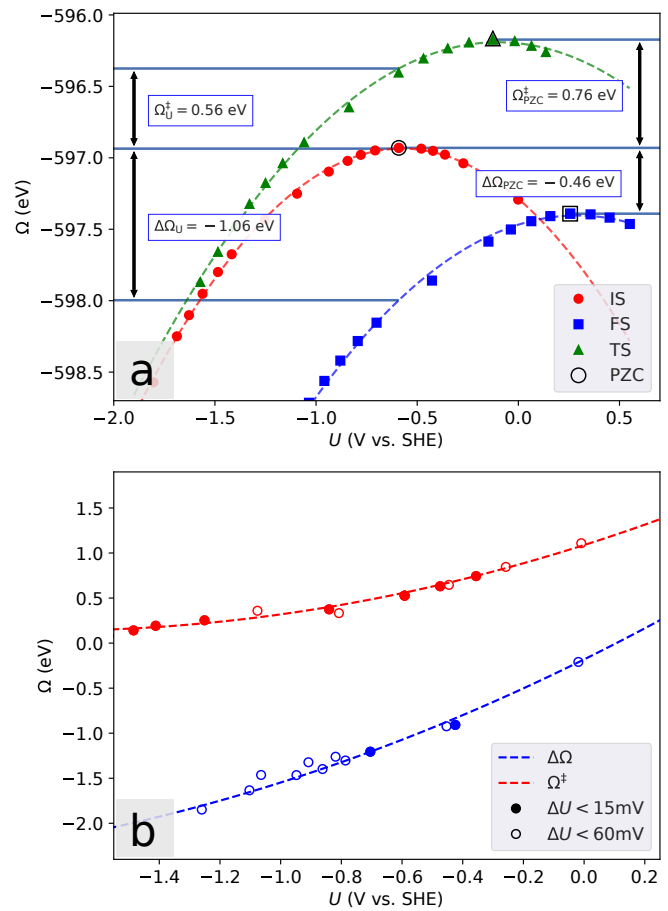 −596.0
−596.5
−597.0
−597.5
−598.0
−598.5
Ω (eV)
Ω‡U = 0.56 eV
Ω‡PZC = 0.76 eV
ΔΩPZC = −0.46 eV
ΔΩU = −1.06 eV
IS
FS
TS
PZC
a
−2.0 −1.5 −1.0 −0.5 0.0 0.5
U (V vs. SHE)
1.5
1.0
0.5
0.0
−0.5
−1.0
−1.5
−2.0
Ω (eV)
ΔΩ
Ω‡
ΔU < 15mV
ΔU < 60mV
b
−1.4 −1.2 −1.0 −0.8 −0.6 −0.4 −0.2 0.0 0.2
U (V vs. SHE)